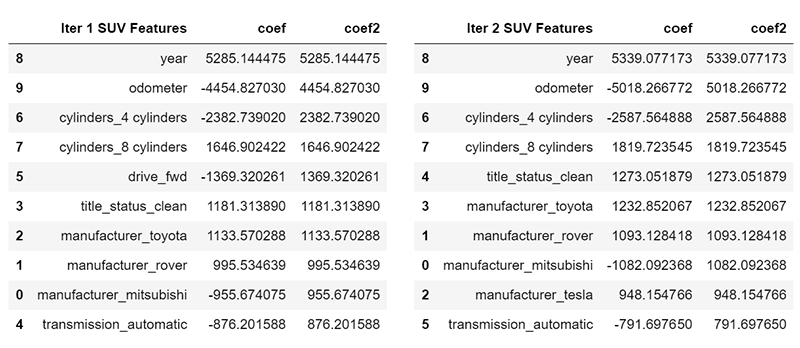 Iter 1 SUV Features coef coef2
8 year 5285.144475 5285.144475
9 odometer -4454.827030 4454.827030
6 cylinders_4 cylinders -2382.739020 2382.739020
7 cylinders_8 cylinders 1646.902422 1646.902422
5 drive_fwd -1369.320261 1369.320261
3 title_status_clean 1181.313890 1181.313890
2 manufacturer_toyota 1133.570288 1133.570288
1 manufacturer_rover 995.534639 995.534639
0 manufacturer_mitsubishi -955.674075 955.674075
4 transmission_automatic -876.201588 876.201588
Iter 2 SUV Features coef coef2
8 year 5339.077173 5339.077173
9 odometer -5018.266772 5018.266772
6 cylinders_4 cylinders -2587.564888 2587.564888
7 cylinders_8 cylinders 1819.723545 1819.723545
4 title_status_clean 1273.051879 1273.051879
3 manufacturer_toyota 1232.852067 1232.852067
1 manufacturer_rover 1093.128418 1093.128418
0 manufacturer_mitsubishi -1082.092368 1082.092368
2 manufacturer_tesla 948.154766 948.154766
5 transmission_automatic -791.697650 791.697650